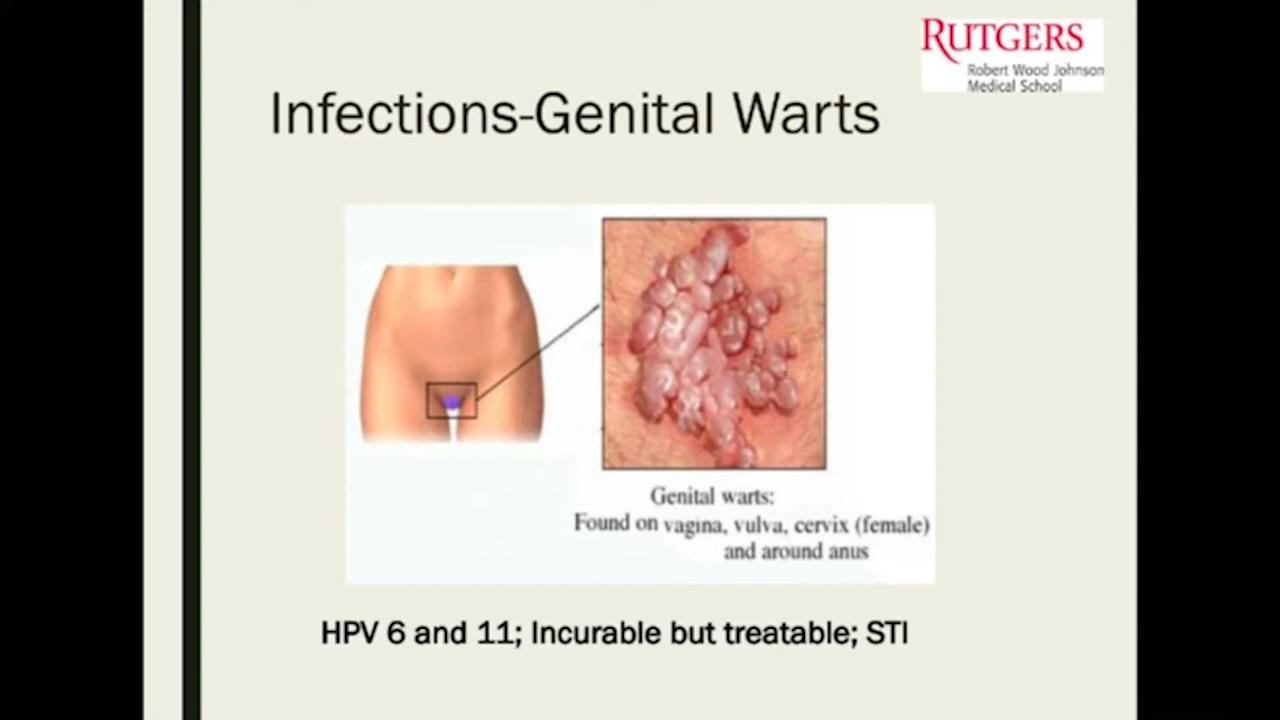 RUTGERS
Robert Wood Johnson
Medical School
Infections-Genital Warts
Genital warts:
Found on vagina, vulva, cervix (female)
and around anus
HPV 6 and 11; Incurable but treatable; STI